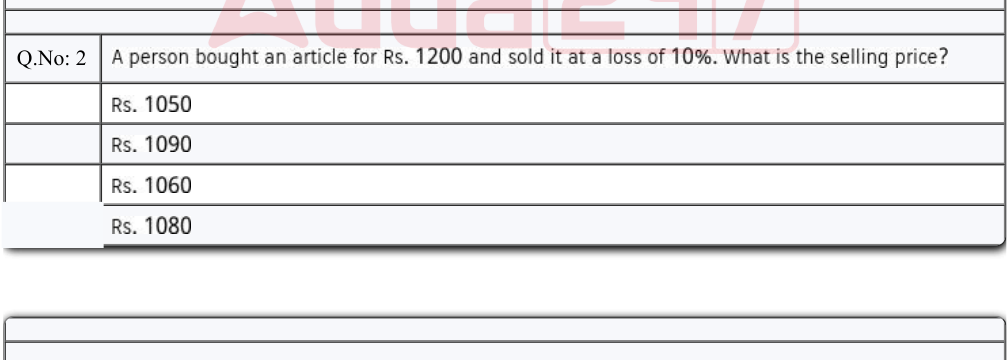 Adda247
Q.No: 2 A person bought an article for Rs. 1200 and sold it at a loss of 10%. What is the selling price?
Rs. 1050
Rs. 1090
Rs. 1060
Rs. 1080